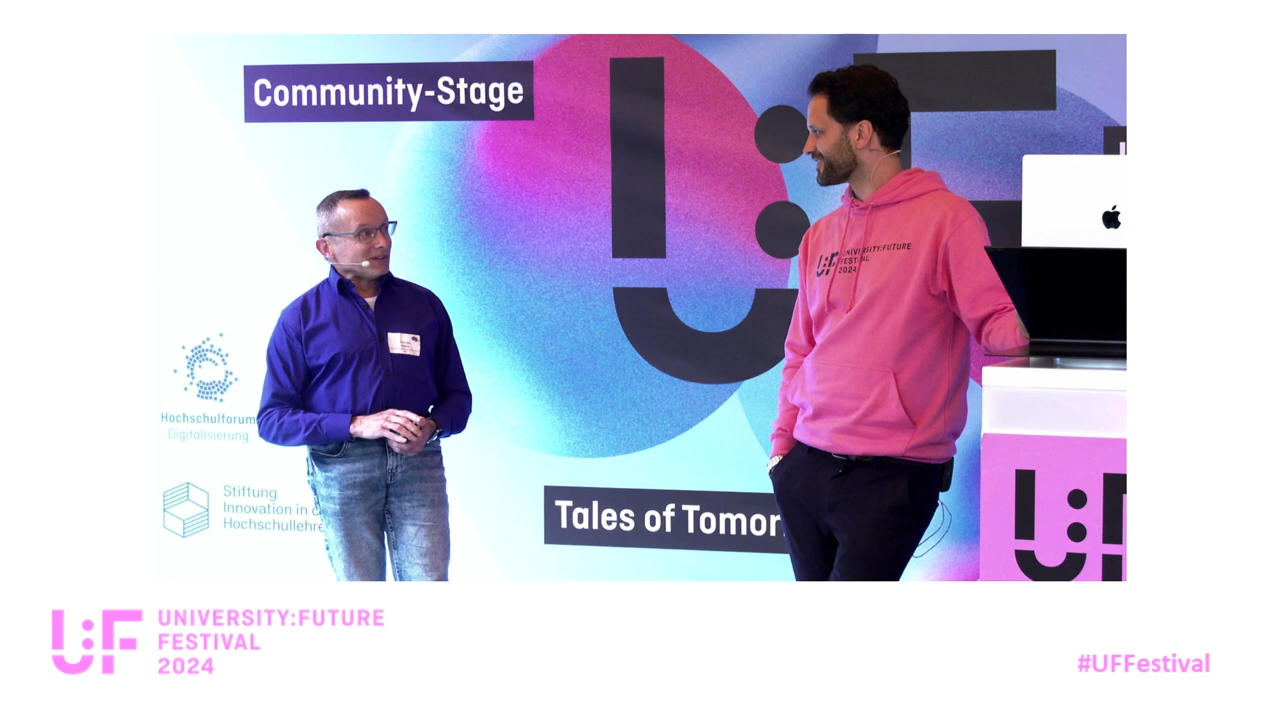 Community-Stage
U:F
UNIVERSITY:FUTURE
FESTIVAL
2024
Hochschulforum
Digitalisierung
Stiftung
Innovation in
Hochschullehre
Tales of Tomor
U:F
U:F
UNIVERSITY:FUTURE
FESTIVAL
2024
#UFFestival